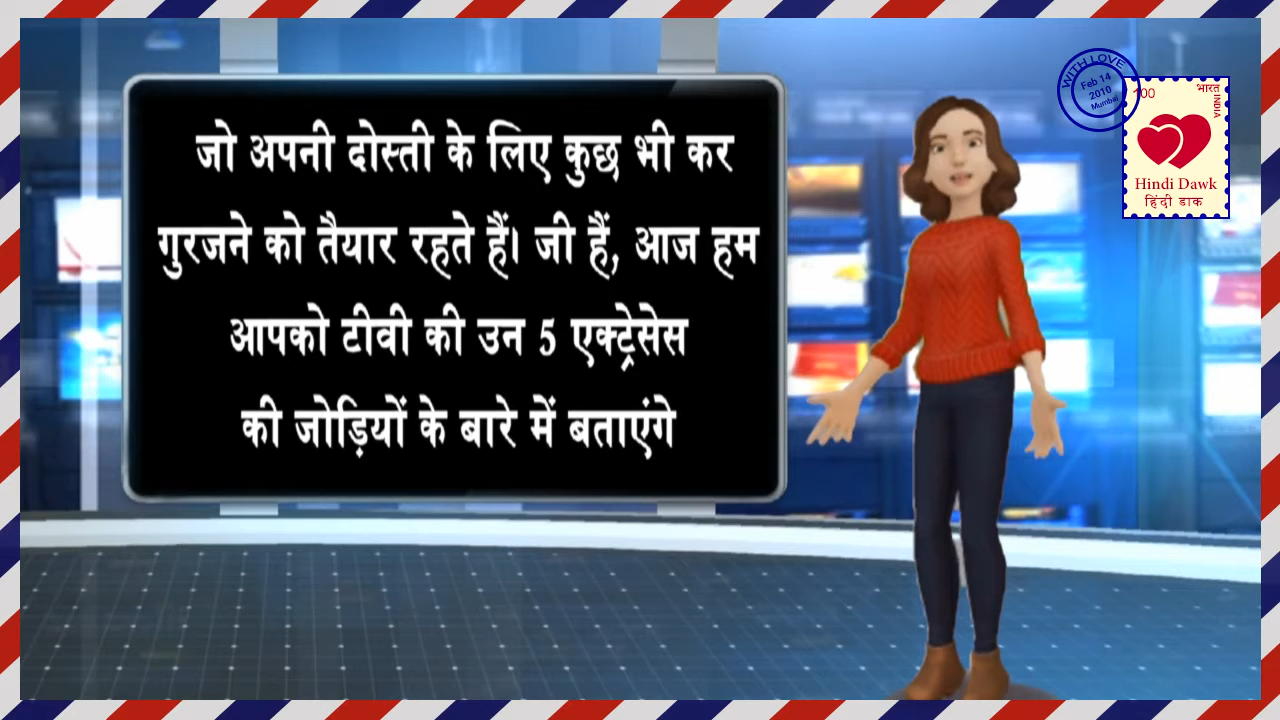 जो अपनी दोस्ती के लिए कुछ भी कर
गुरजने को तैयार रहते हैं। जी हैं, आज हम
आपको टीवी की उन 5 एक्ट्रेसेस
की जोड़ियों के बारे में बताएंगे
WITH LOVE
Feb 14
2010
Mumbai
100
भारत
INDIA
Hindi Dawk
हिंदी डाक